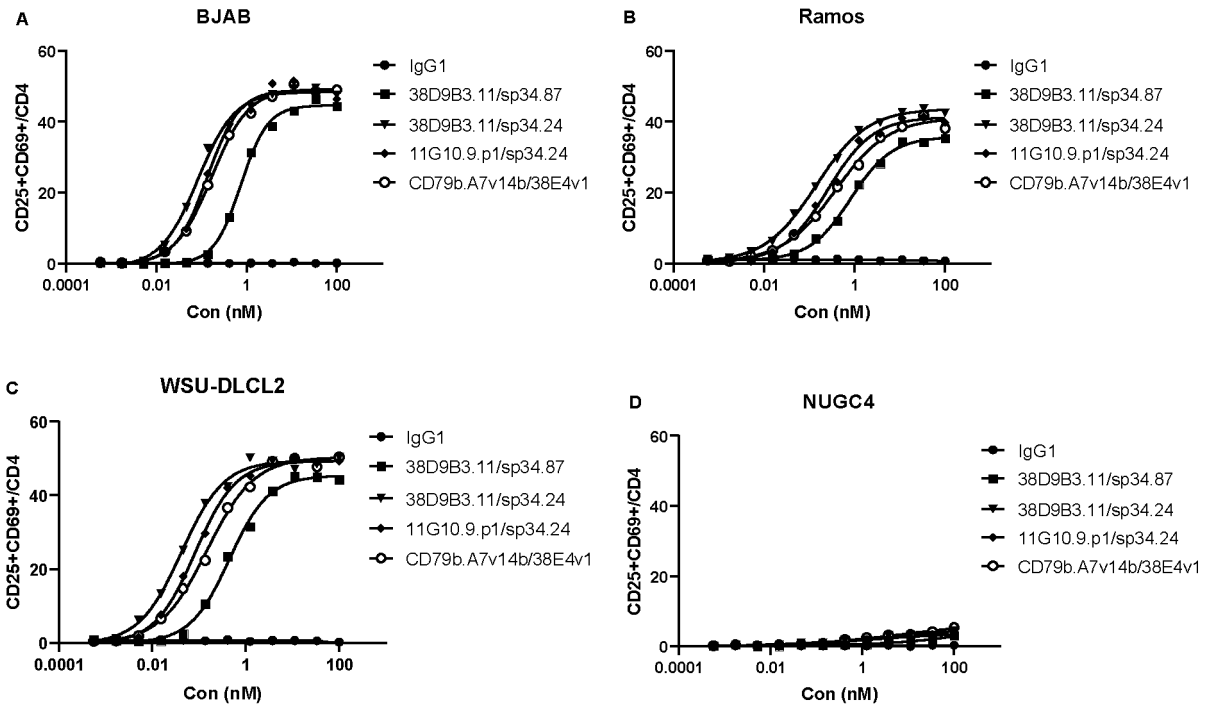 A
BJAB
CD25+CD69+/CD4
60
40
20
0
0.0001
0.01
1
100
Con (nM)
IgG1
38D9B3.11/sp34.87
38D9B3.11/sp34.24
11G10.9.p1/sp34.24
CD79b.A7v14b/38E4v1
B
Ramos
CD25+CD69+/CD4
60
40
20
0
0.0001
0.01
1
100
Con (nM)
IgG1
38D9B3.11/sp34.87
38D9B3.11/sp34.24
11G10.9.p1/sp34.24
CD79b.A7v14b/38E4v1
C
WSU-DLCL2
CD25+CD69+/CD4
60
40
20
0
0.0001
0.01
1
100
Con (nM)
IgG1
38D9B3.11/sp34.87
38D9B3.11/sp34.24
11G10.9.p1/sp34.24
CD79b.A7v14b/38E4v1
D
NUGC4
CD25+CD69+/CD4
60
40
20
0
0.0001
0.01
1
100
Con (nM)
IgG1
38D9B3.11/sp34.87
38D9B3.11/sp34.24
11G10.9.p1/sp34.24
CD79b.A7v14b/38E4v1